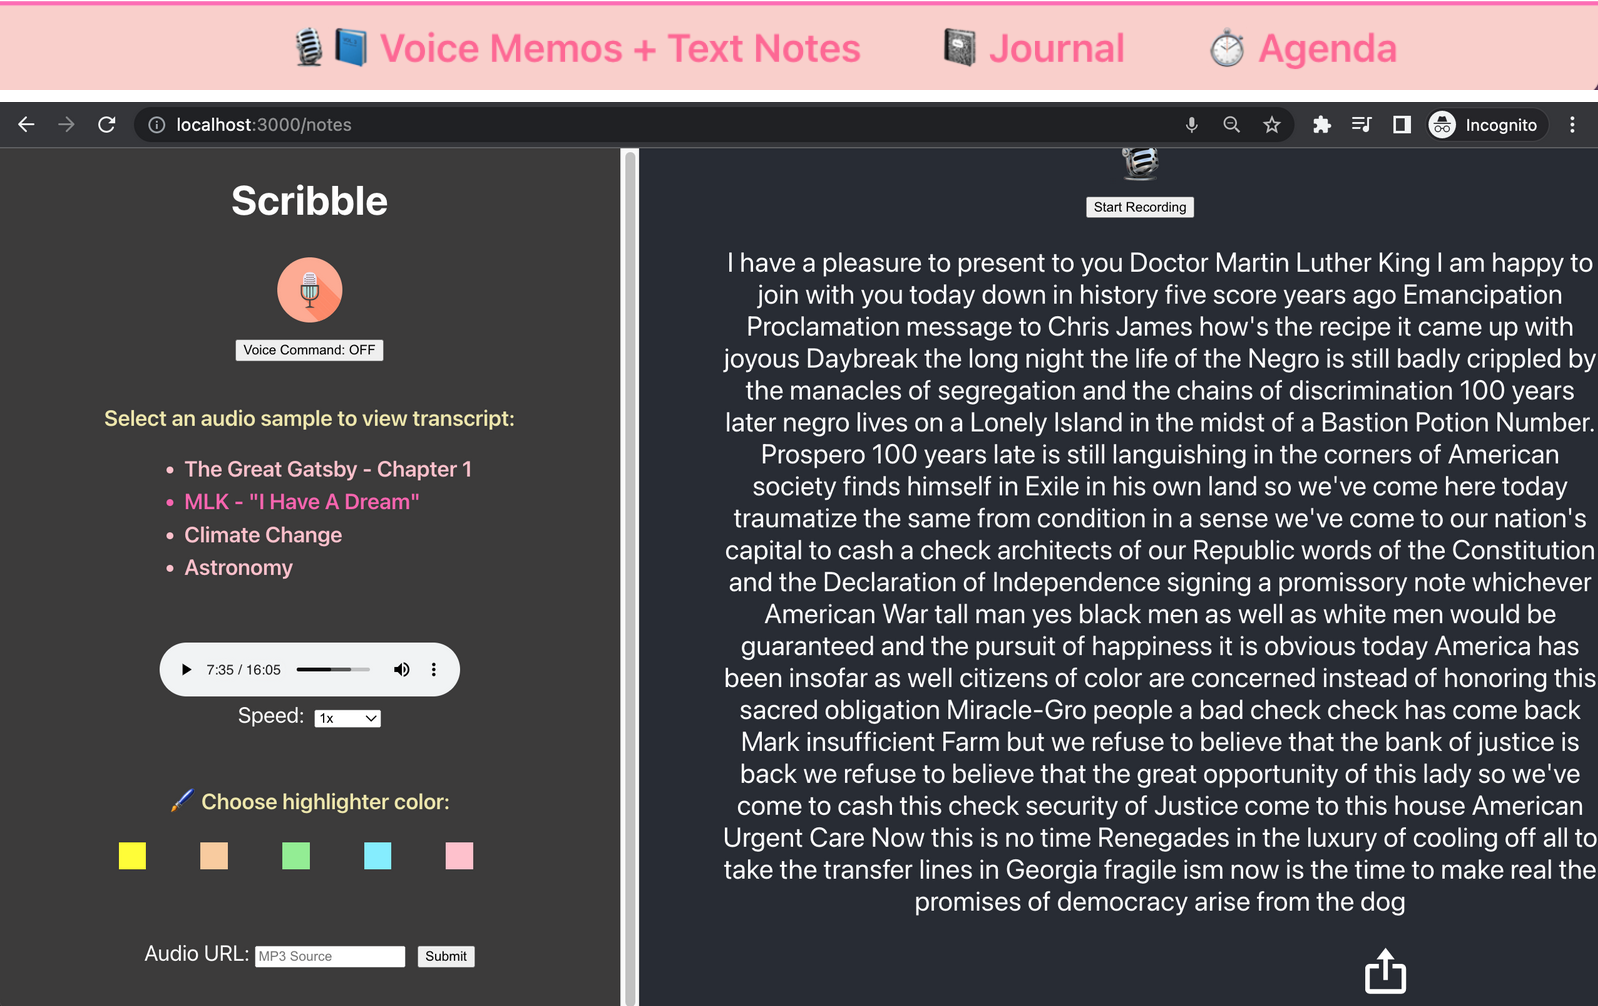 Voice Memos + Text Notes
Journal
Agenda
localhost:3000/notes
Incognito
Scribble
Voice Command: OFF
Select an audio sample to view transcript:
The Great Gatsby - Chapter 1
MLK - "I Have A Dream"
Climate Change
Astronomy
7:35 / 16:05
Speed: 1x
Choose highlighter color:
Audio URL: MP3 Source Submit
Start Recording
I have a pleasure to present to you Doctor Martin Luther King I am happy to
join with you today down in history five score years ago Emancipation
Proclamation message to Chris James how's the recipe it came up with
joyous Daybreak the long night the life of the Negro is still badly crippled by
the manacles of segregation and the chains of discrimination 100 years
later negro lives on a Lonely Island in the midst of a Bastion Potion Number.
Prospero 100 years late is still languishing in the corners of American
society finds himself in Exile in his own land so we've come here today
traumatize the same from condition in a sense we've come to our nation's
capital to cash a check architects of our Republic words of the Constitution
and the Declaration of Independence signing a promissory note whichever
American War tall man yes black men as well as white men would be
guaranteed and the pursuit of happiness it is obvious today America has
been insofar as well citizens of color are concerned instead of honoring this
sacred obligation Miracle-Gro people a bad check check has come back
Mark insufficient Farm but we refuse to believe that the bank of justice is
back we refuse to believe that the great opportunity of this lady so we've
come to cash this check security of Justice come to this house American
Urgent Care Now this is no time Renegades in the luxury of cooling off all to
take the transfer lines in Georgia fragile ism now is the time to make real the
promises of democracy arise from the dog